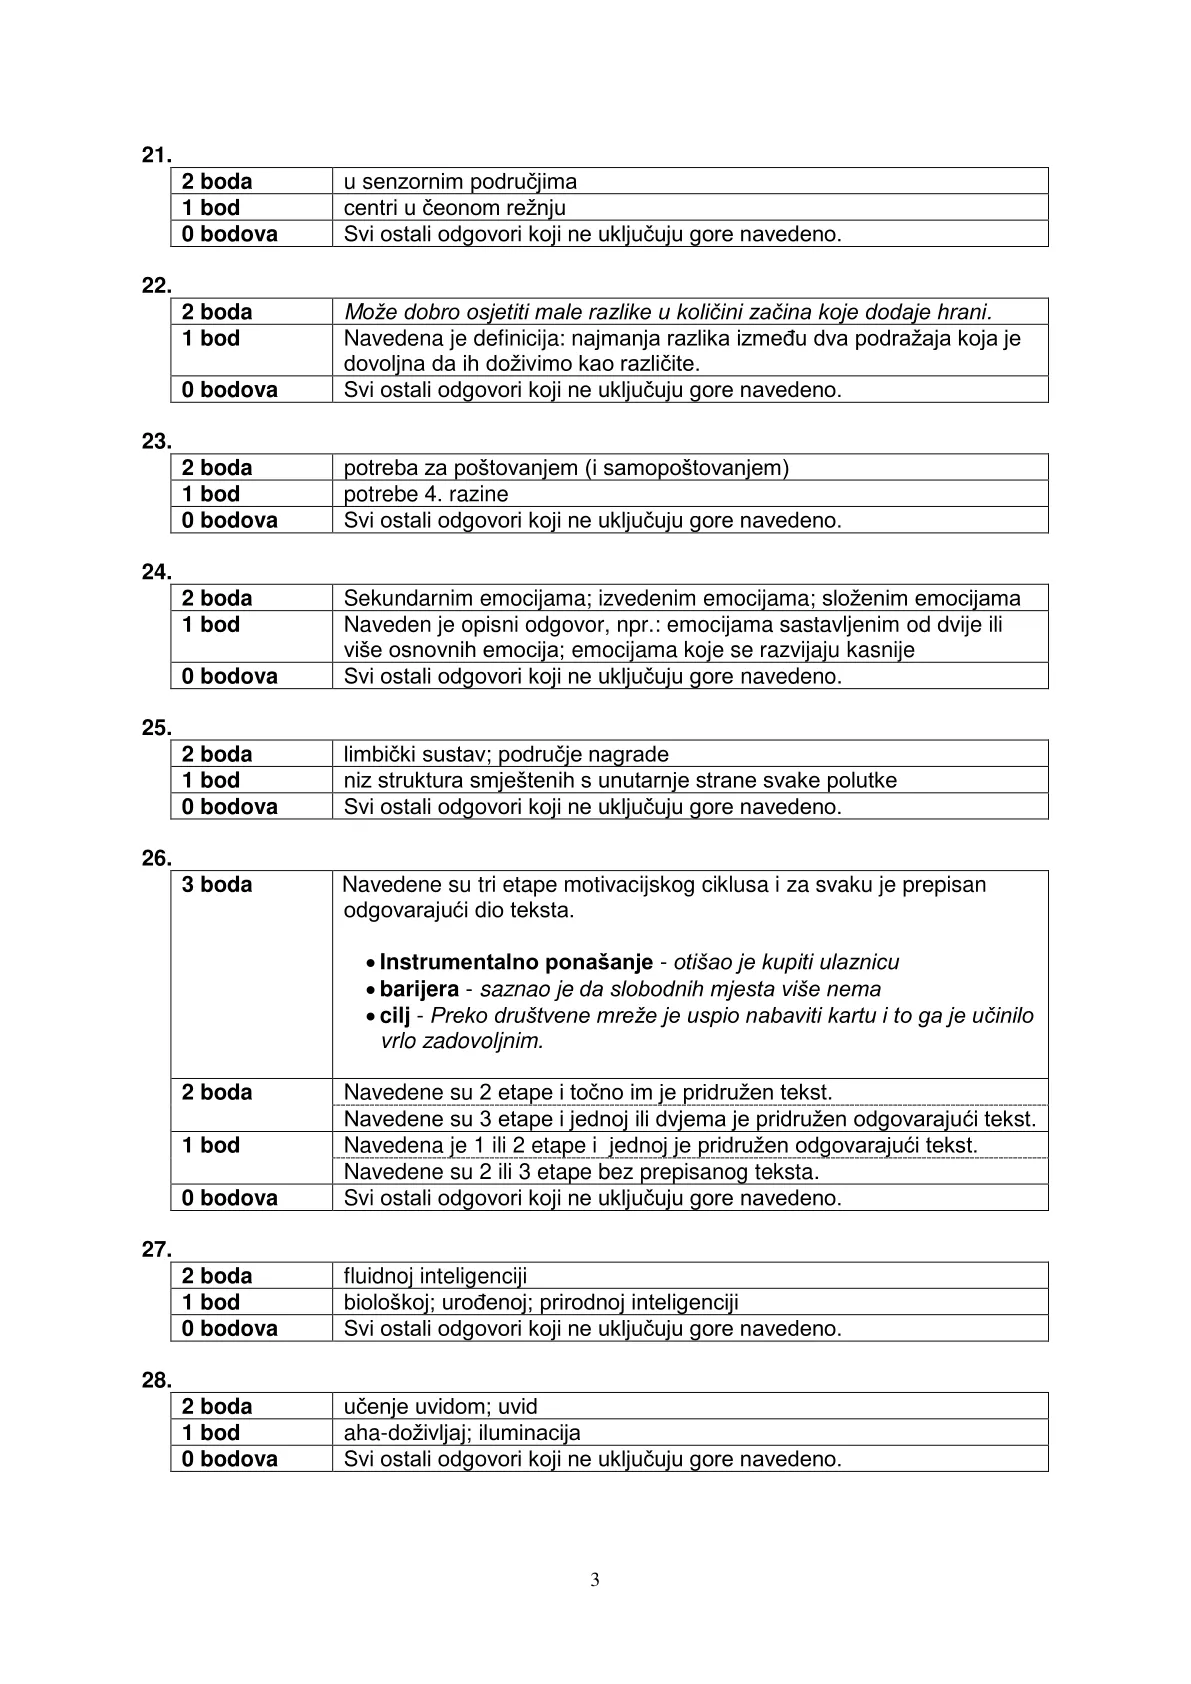 21.
2 boda u senzornim područjima
1 bod centri u čeonom režnju
0 bodova Svi ostali odgovori koji ne uključuju gore navedeno.
22.
2 boda Može dobro osjetiti male razlike u količini začina koje dodaje hrani.
1 bod Navedena je definicija: najmanja razlika između dva podražaja koja je
dovoljna da ih doživimo kao različite.
0 bodova Svi ostali odgovori koji ne uključuju gore navedeno.
23.
2 boda potreba za poštovanjem (i samopoštovanjem)
1 bod potrebe 4. razine
0 bodova Svi ostali odgovori koji ne uključuju gore navedeno.
24.
2 boda Sekundarnim emocijama; izvedenim emocijama; složenim emocijama
1 bod Naveden je opisni odgovor, npr.: emocijama sastavljenim od dvije ili
više osnovnih emocija; emocijama koje se razvijaju kasnije
0 bodova Svi ostali odgovori koji ne uključuju gore navedeno.
25.
2 boda limbički sustav; područje nagrade
1 bod niz struktura smještenih s unutarnje strane svake polutke
0 bodova Svi ostali odgovori koji ne uključuju gore navedeno.
26.
3 boda Navedene su tri etape motivacijskog ciklusa i za svaku je prepisan
odgovarajući dio teksta.
• Instrumentalno ponašanje - otišao je kupiti ulaznicu
• barijera - saznao je da slobodnih mjesta više nema
• cilj - Preko društvene mreže je uspio nabaviti kartu i to ga je učinilo
vrlo zadovoljnim.
2 boda Navedene su 2 etape i točno im je pridružen tekst.
Navedene su 3 etape i jednoj ili dvjema je pridružen odgovarajući tekst.
1 bod Navedena je 1 ili 2 etape i jednoj je pridružen odgovarajući tekst.
Navedene su 2 ili 3 etape bez prepisanog teksta.
0 bodova Svi ostali odgovori koji ne uključuju gore navedeno.
27.
2 boda fluidnoj inteligenciji
1 bod biološkoj; urođenoj; prirodnoj inteligenciji
0 bodova Svi ostali odgovori koji ne uključuju gore navedeno.
28.
2 boda učenje uvidom; uvid
1 bod aha-doživljaj; iluminacija
0 bodova Svi ostali odgovori koji ne uključuju gore navedeno.
3